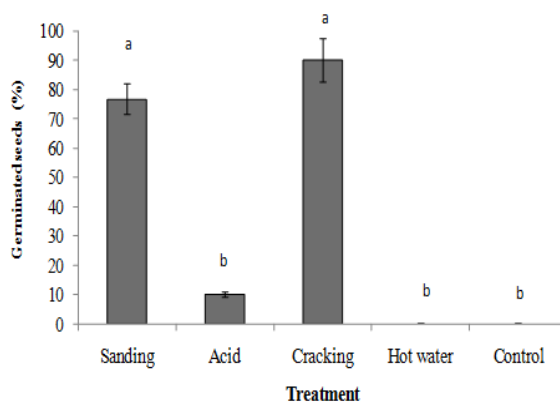 a
a
100
90
80
70
60
50
40
30
20
10
0
b
b
b
Germinated seeds (%)
Sanding
Acid
Cracking
Hot water
Control
Treatment